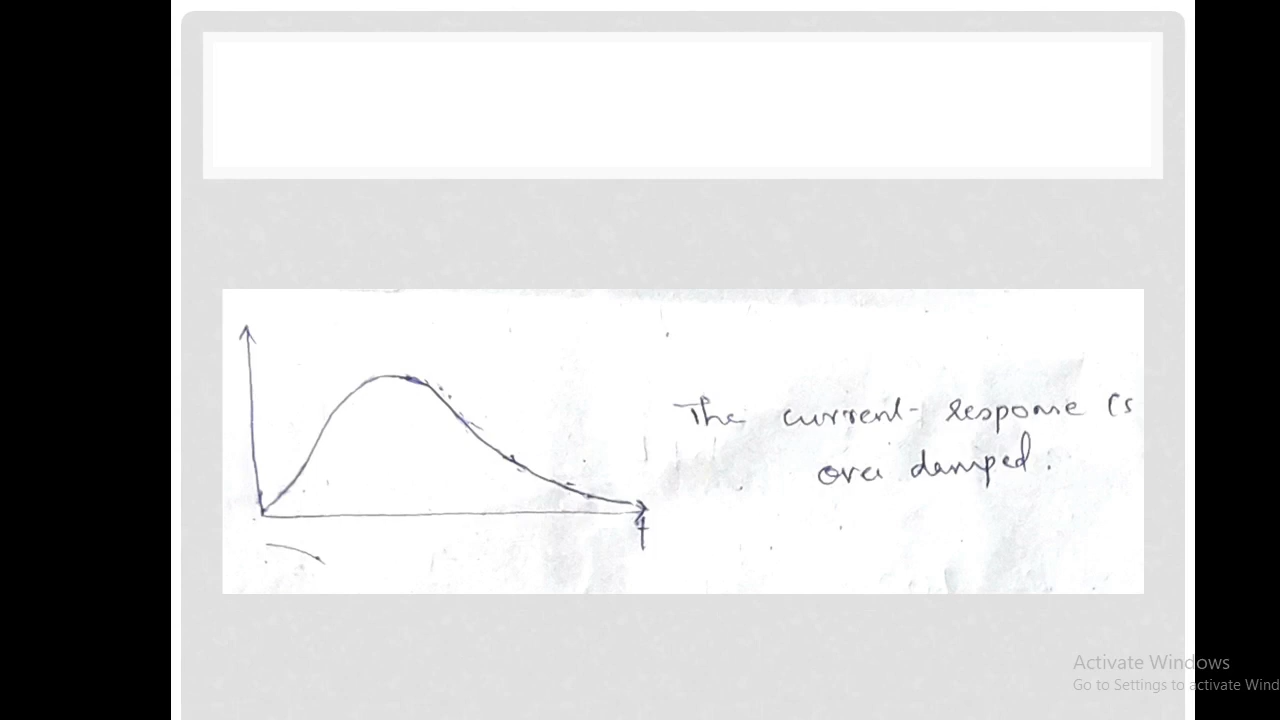 The current response is
over damped.
t
Activate Windows
Go to Settings to activate Wind